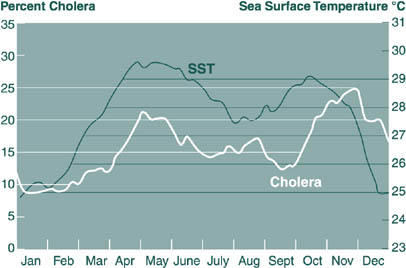 Percent Cholera Sea Surface Temperature °C
35 31
30 30
29
25 28
20 27
15 26
10 25
5 24
0 23
SST
Cholera
Jan Feb Mar Apr May June July Aug Sept Oct Nov Dec